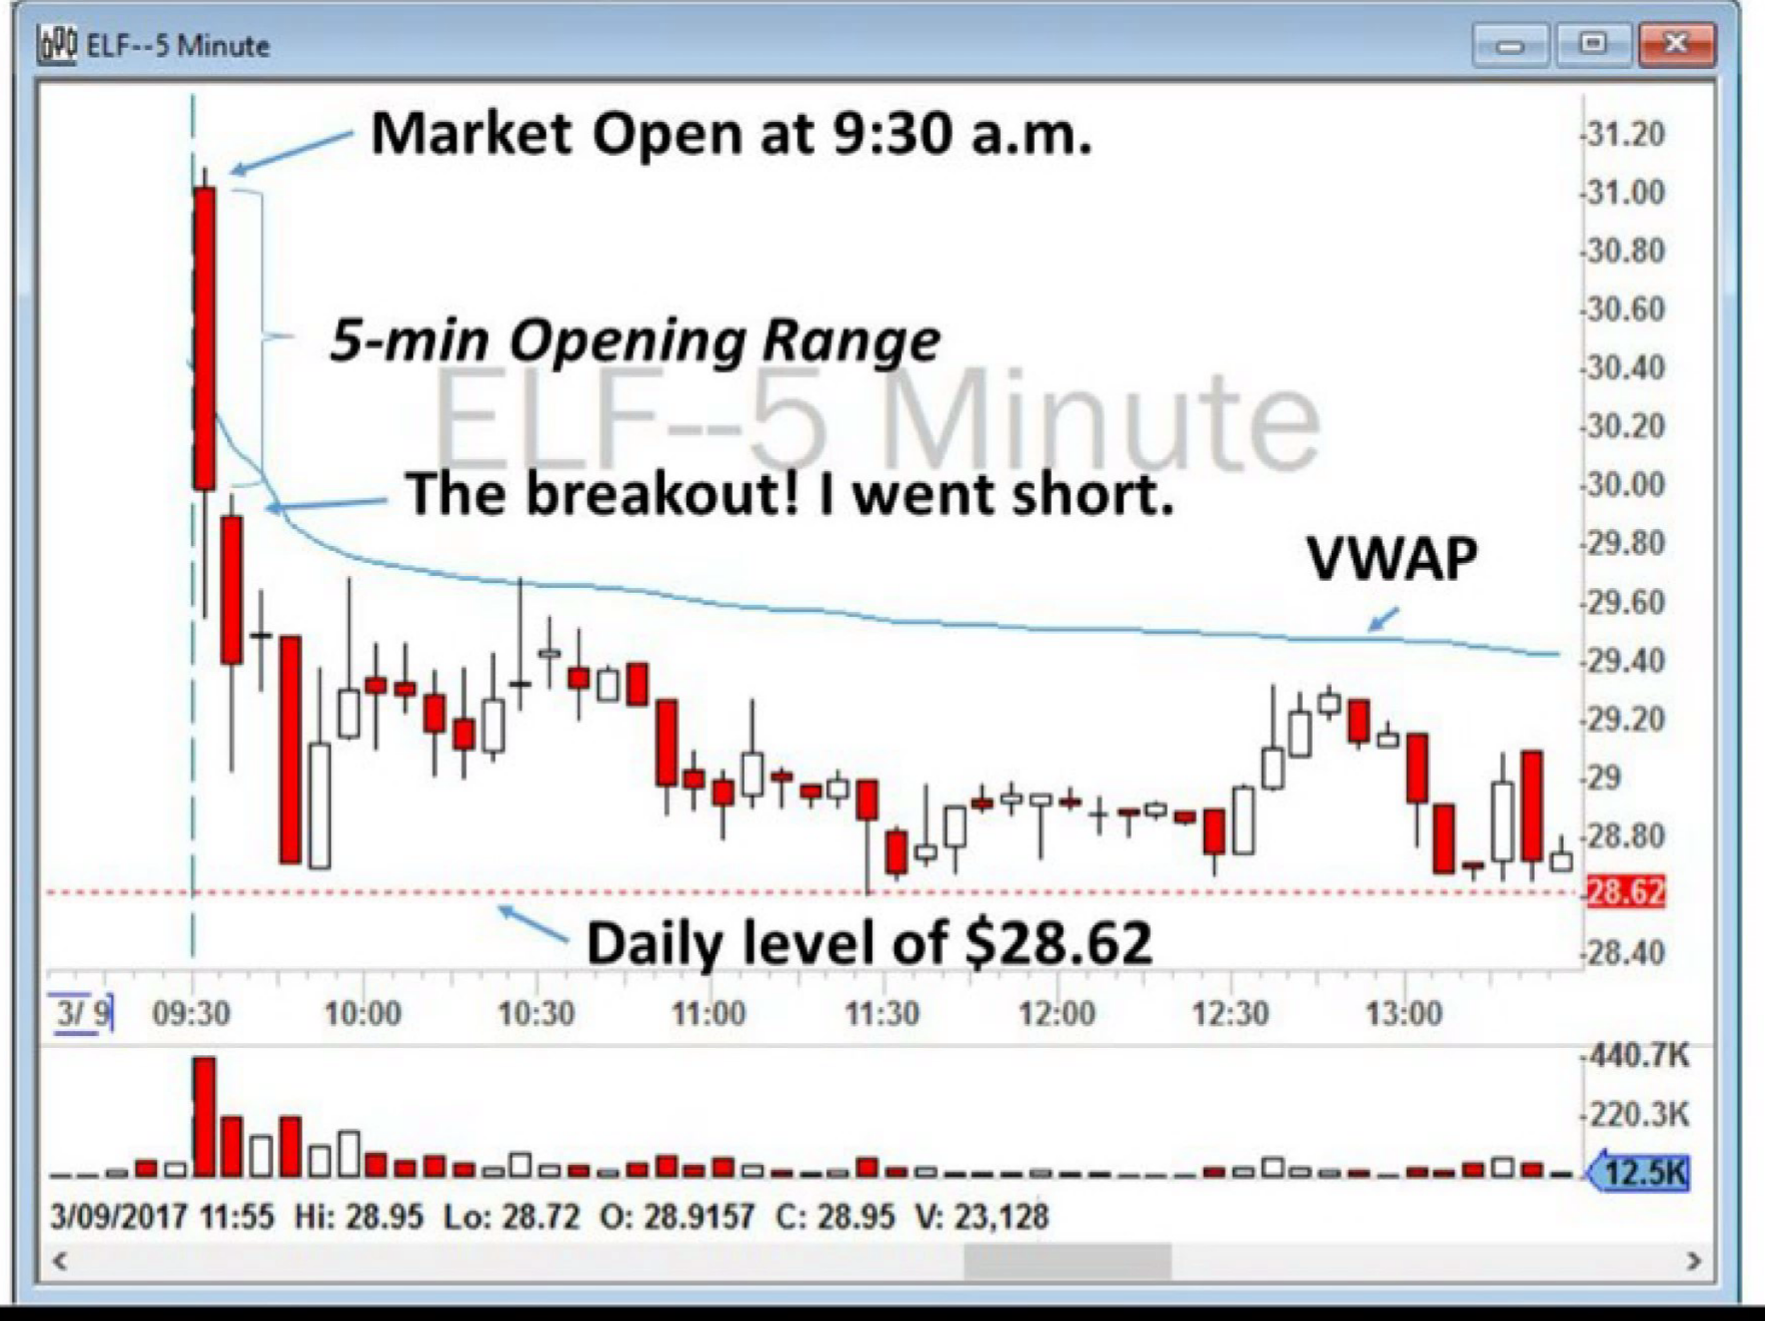 ELF--5 Minute
Market Open at 9:30 a.m.
31.20
31.00
30.80
30.60
5-min Opening Range
30.40
ELF--5 Minute
30.20
The breakout! I went short.
30.00
29.80
VWAP
29.60
29.40
29.20
29
28.80
28.62
Daily level of $28.62
28.40
3/ 9 09:30 10:00 10:30 11:00 11:30 12:00 12:30 13:00
440.7K
220.3K
12.5K
3/09/2017 11:55 Hi: 28.95 Lo: 28.72 O: 28.9157 C: 28.95 V: 23,128